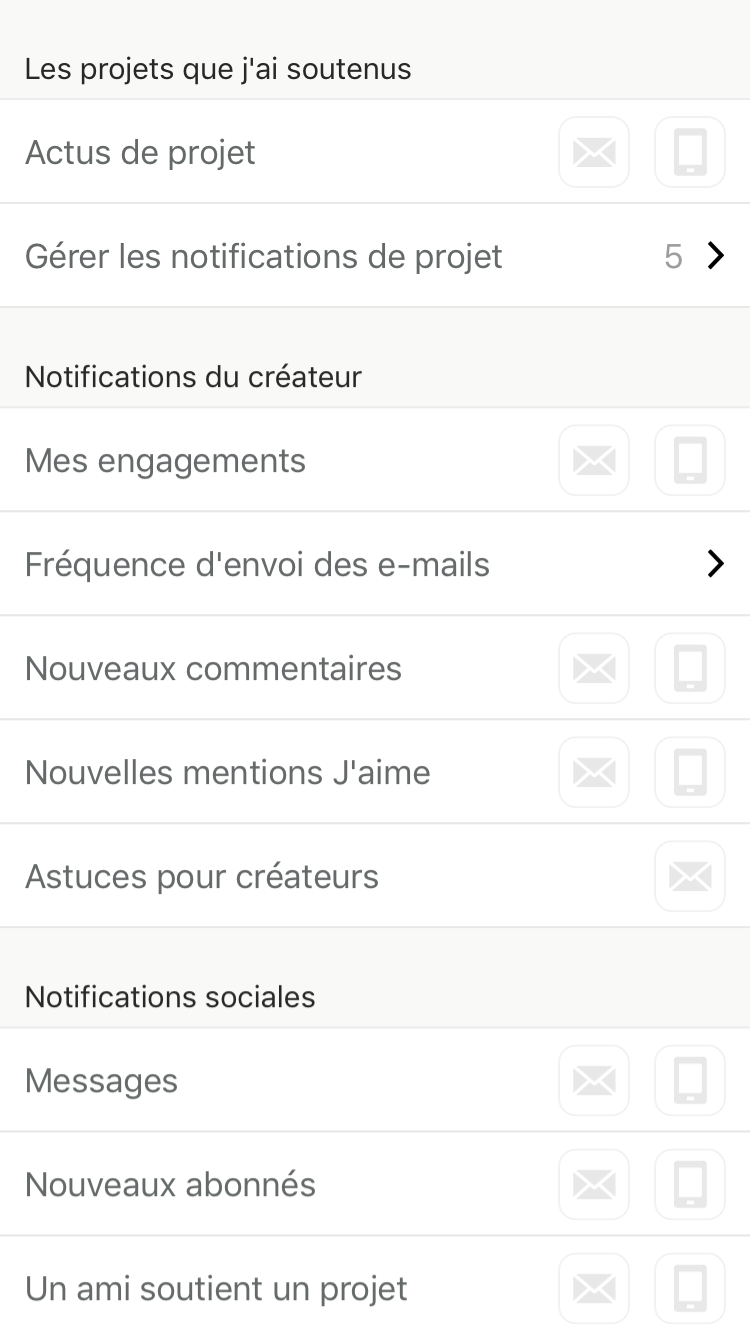 Les projets que j'ai soutenus
Actus de projet
Gérer les notifications de projet 5
Notifications du créateur
Mes engagements
Fréquence d'envoi des e-mails
Nouveaux commentaires
Nouvelles mentions J'aime
Astuces pour créateurs
Notifications sociales
Messages
Nouveaux abonnés
Un ami soutient un projet